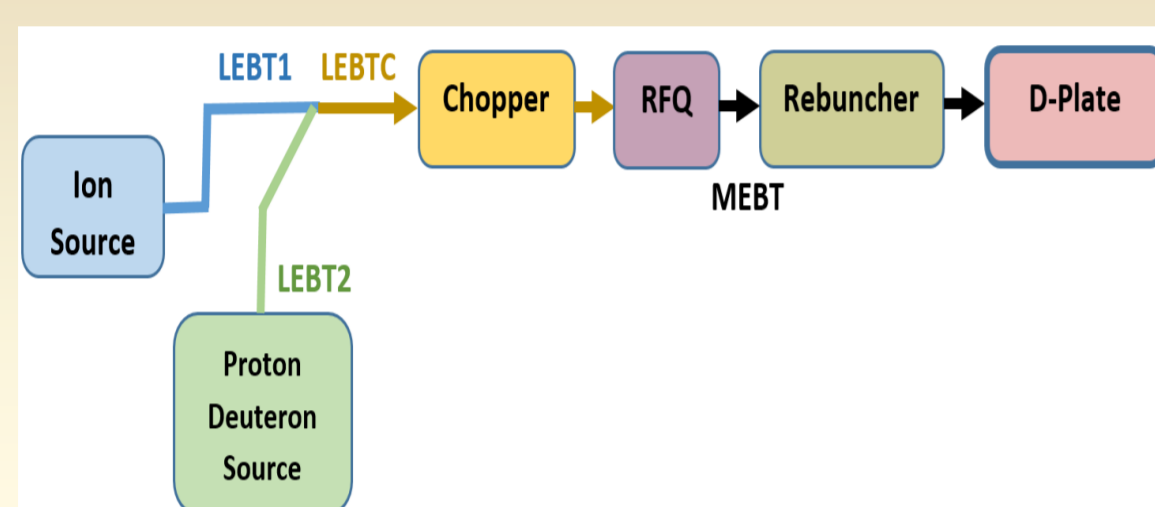 LEBT1 LEBTC
Chopper
RFQ
Rebuncher
D-Plate
Ion
Source
MEBT
LEBT2
Proton
Deuteron
Source